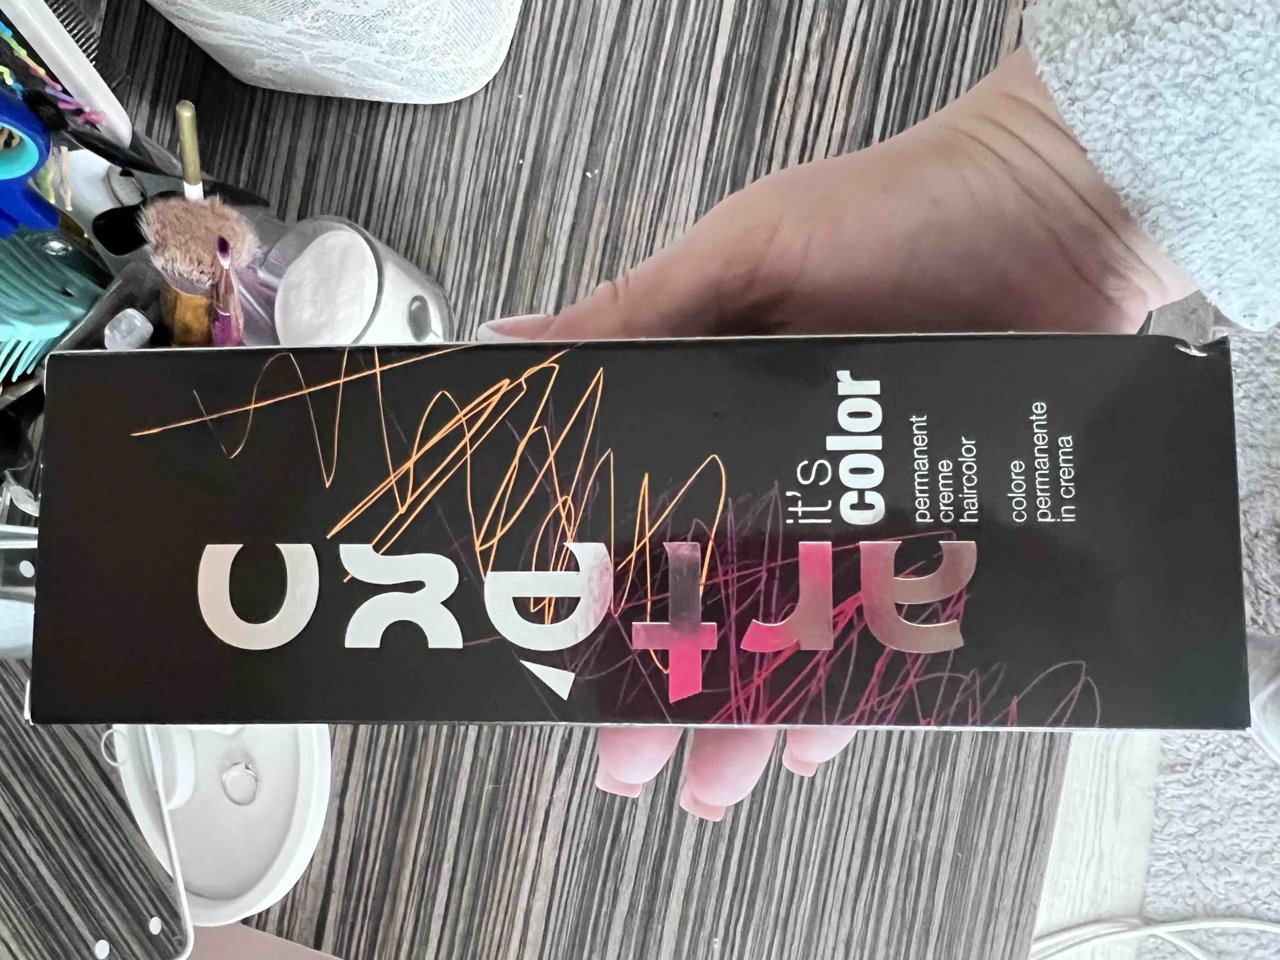 artègo
it's
color
permanent
creme
haircolor
colore
permanente
in crema